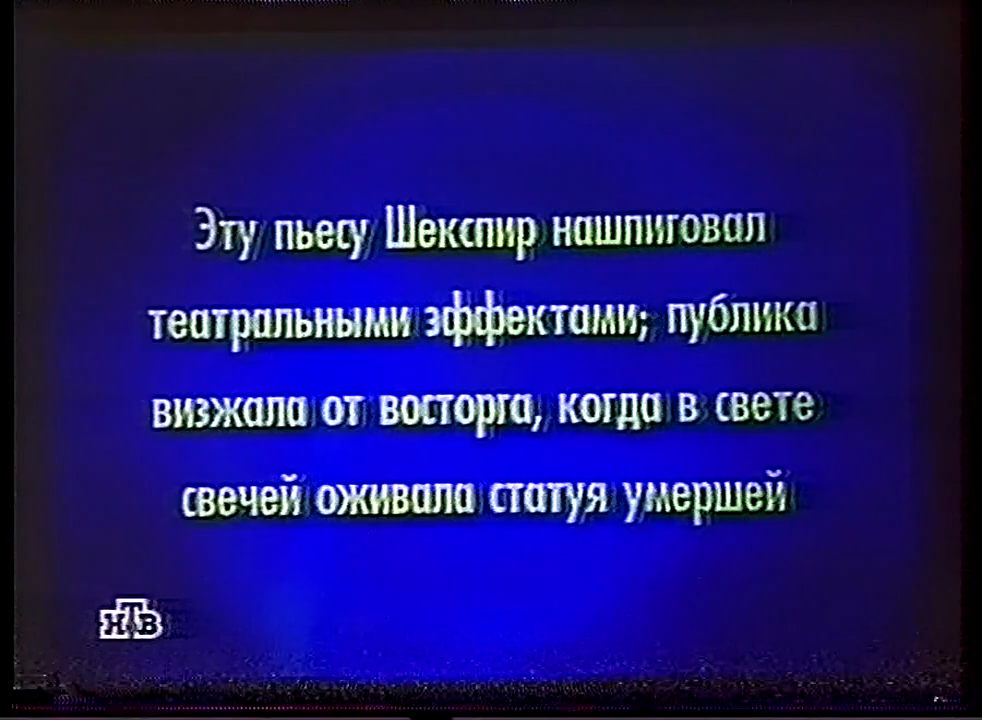 Эту пьесу Шекспир нашпиговал
театральными эффектами; публика
визжала от восторга, когда в свете
свечей оживала статуя умершей
НТВ